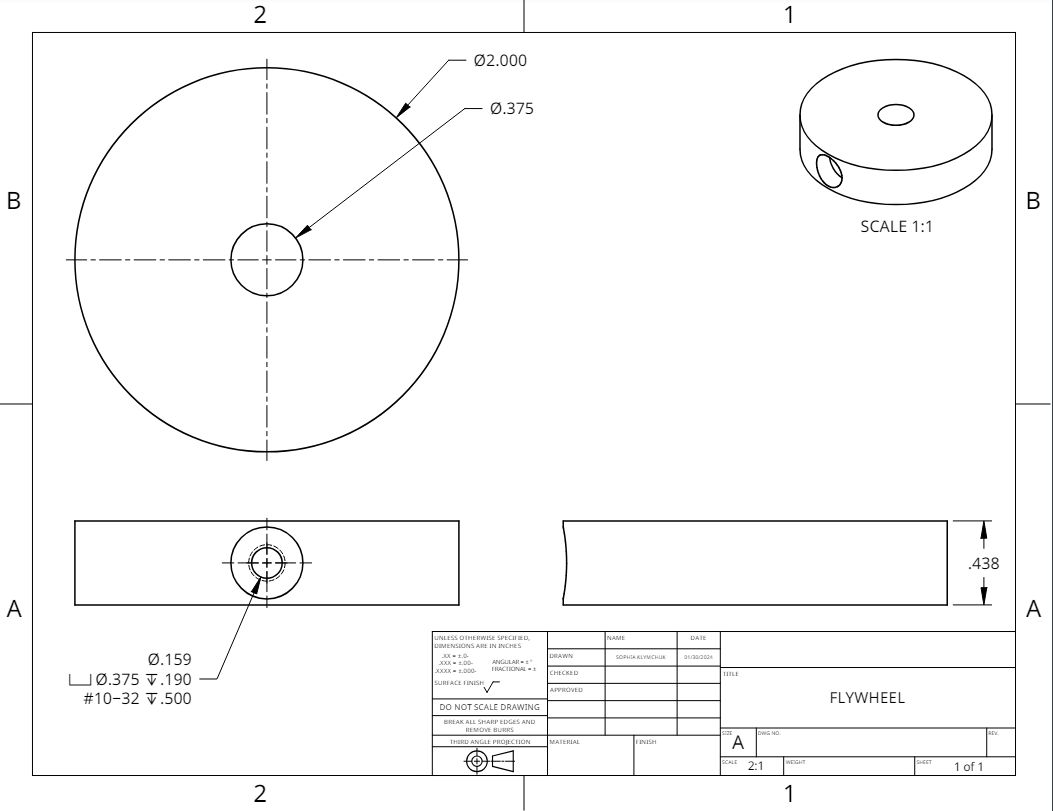 2
1
Ø2.000
Ø.375
B
B
SCALE 1:1
A
A
.438
Ø.159
⌴ Ø.375 ↧ .190
#10−32 ↧ .500
UNLESS OTHERWISE SPECIFIED,
DIMENSIONS ARE IN INCHES
.XX = ±.0-
.XXX = ±.00-
.XXXX = ±.000-
ANGULAR = ± °
FRACTIONAL = ±
SURFACE FINISH
DO NOT SCALE DRAWING
BREAK ALL SHARP EDGES AND
REMOVE BURRS
THIRD ANGLE PROJECTION
NAME
DATE
DRAWN
SOPHIA KLYMCHUK
01/30/2024
CHECKED
APPROVED
MATERIAL
FINISH
TITLE
FLYWHEEL
SIZE
A
DWG NO.
REV.
SCALE
2:1
WEIGHT
SHEET
1 of 1
2
1